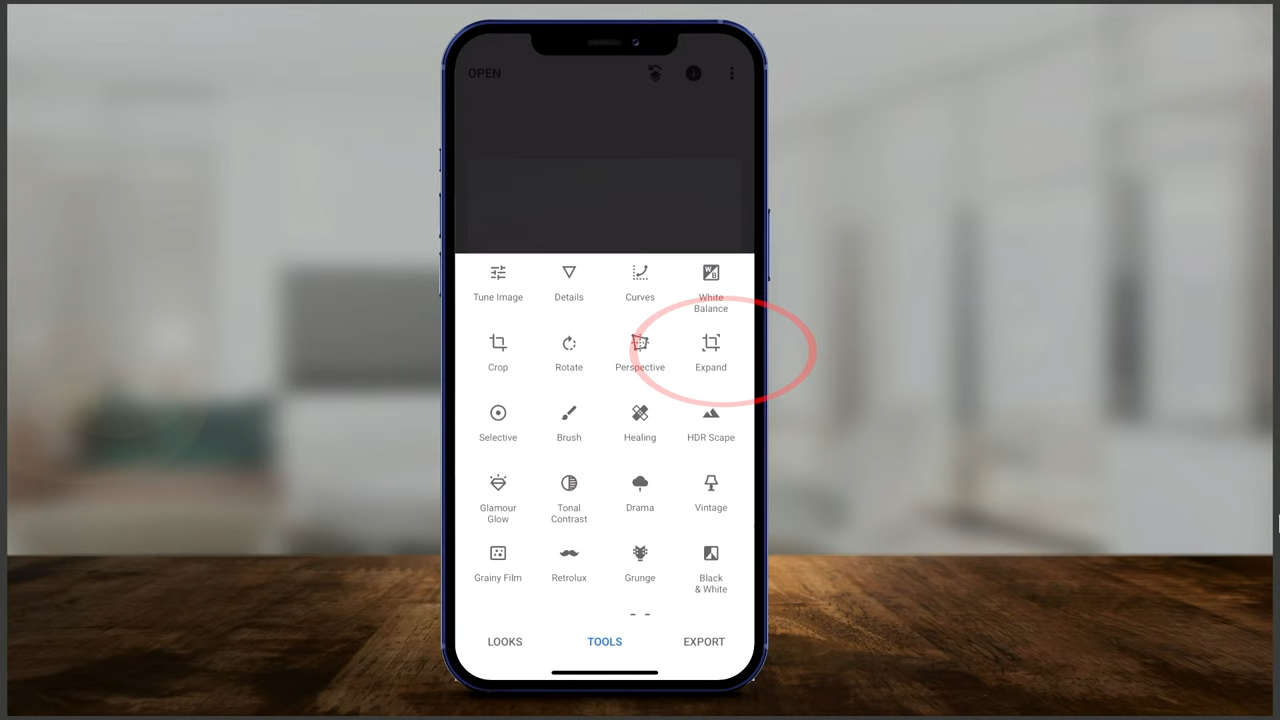 OPEN
Tune Image
Details
Curves
White
Balance
Crop
Rotate
Perspective
Expand
Selective
Brush
Healing
HDR Scape
Glamour
Glow
Tonal
Contrast
Drama
Vintage
Grainy Film
Retrolux
Grunge
Black
& White
LOOKS
TOOLS
EXPORT